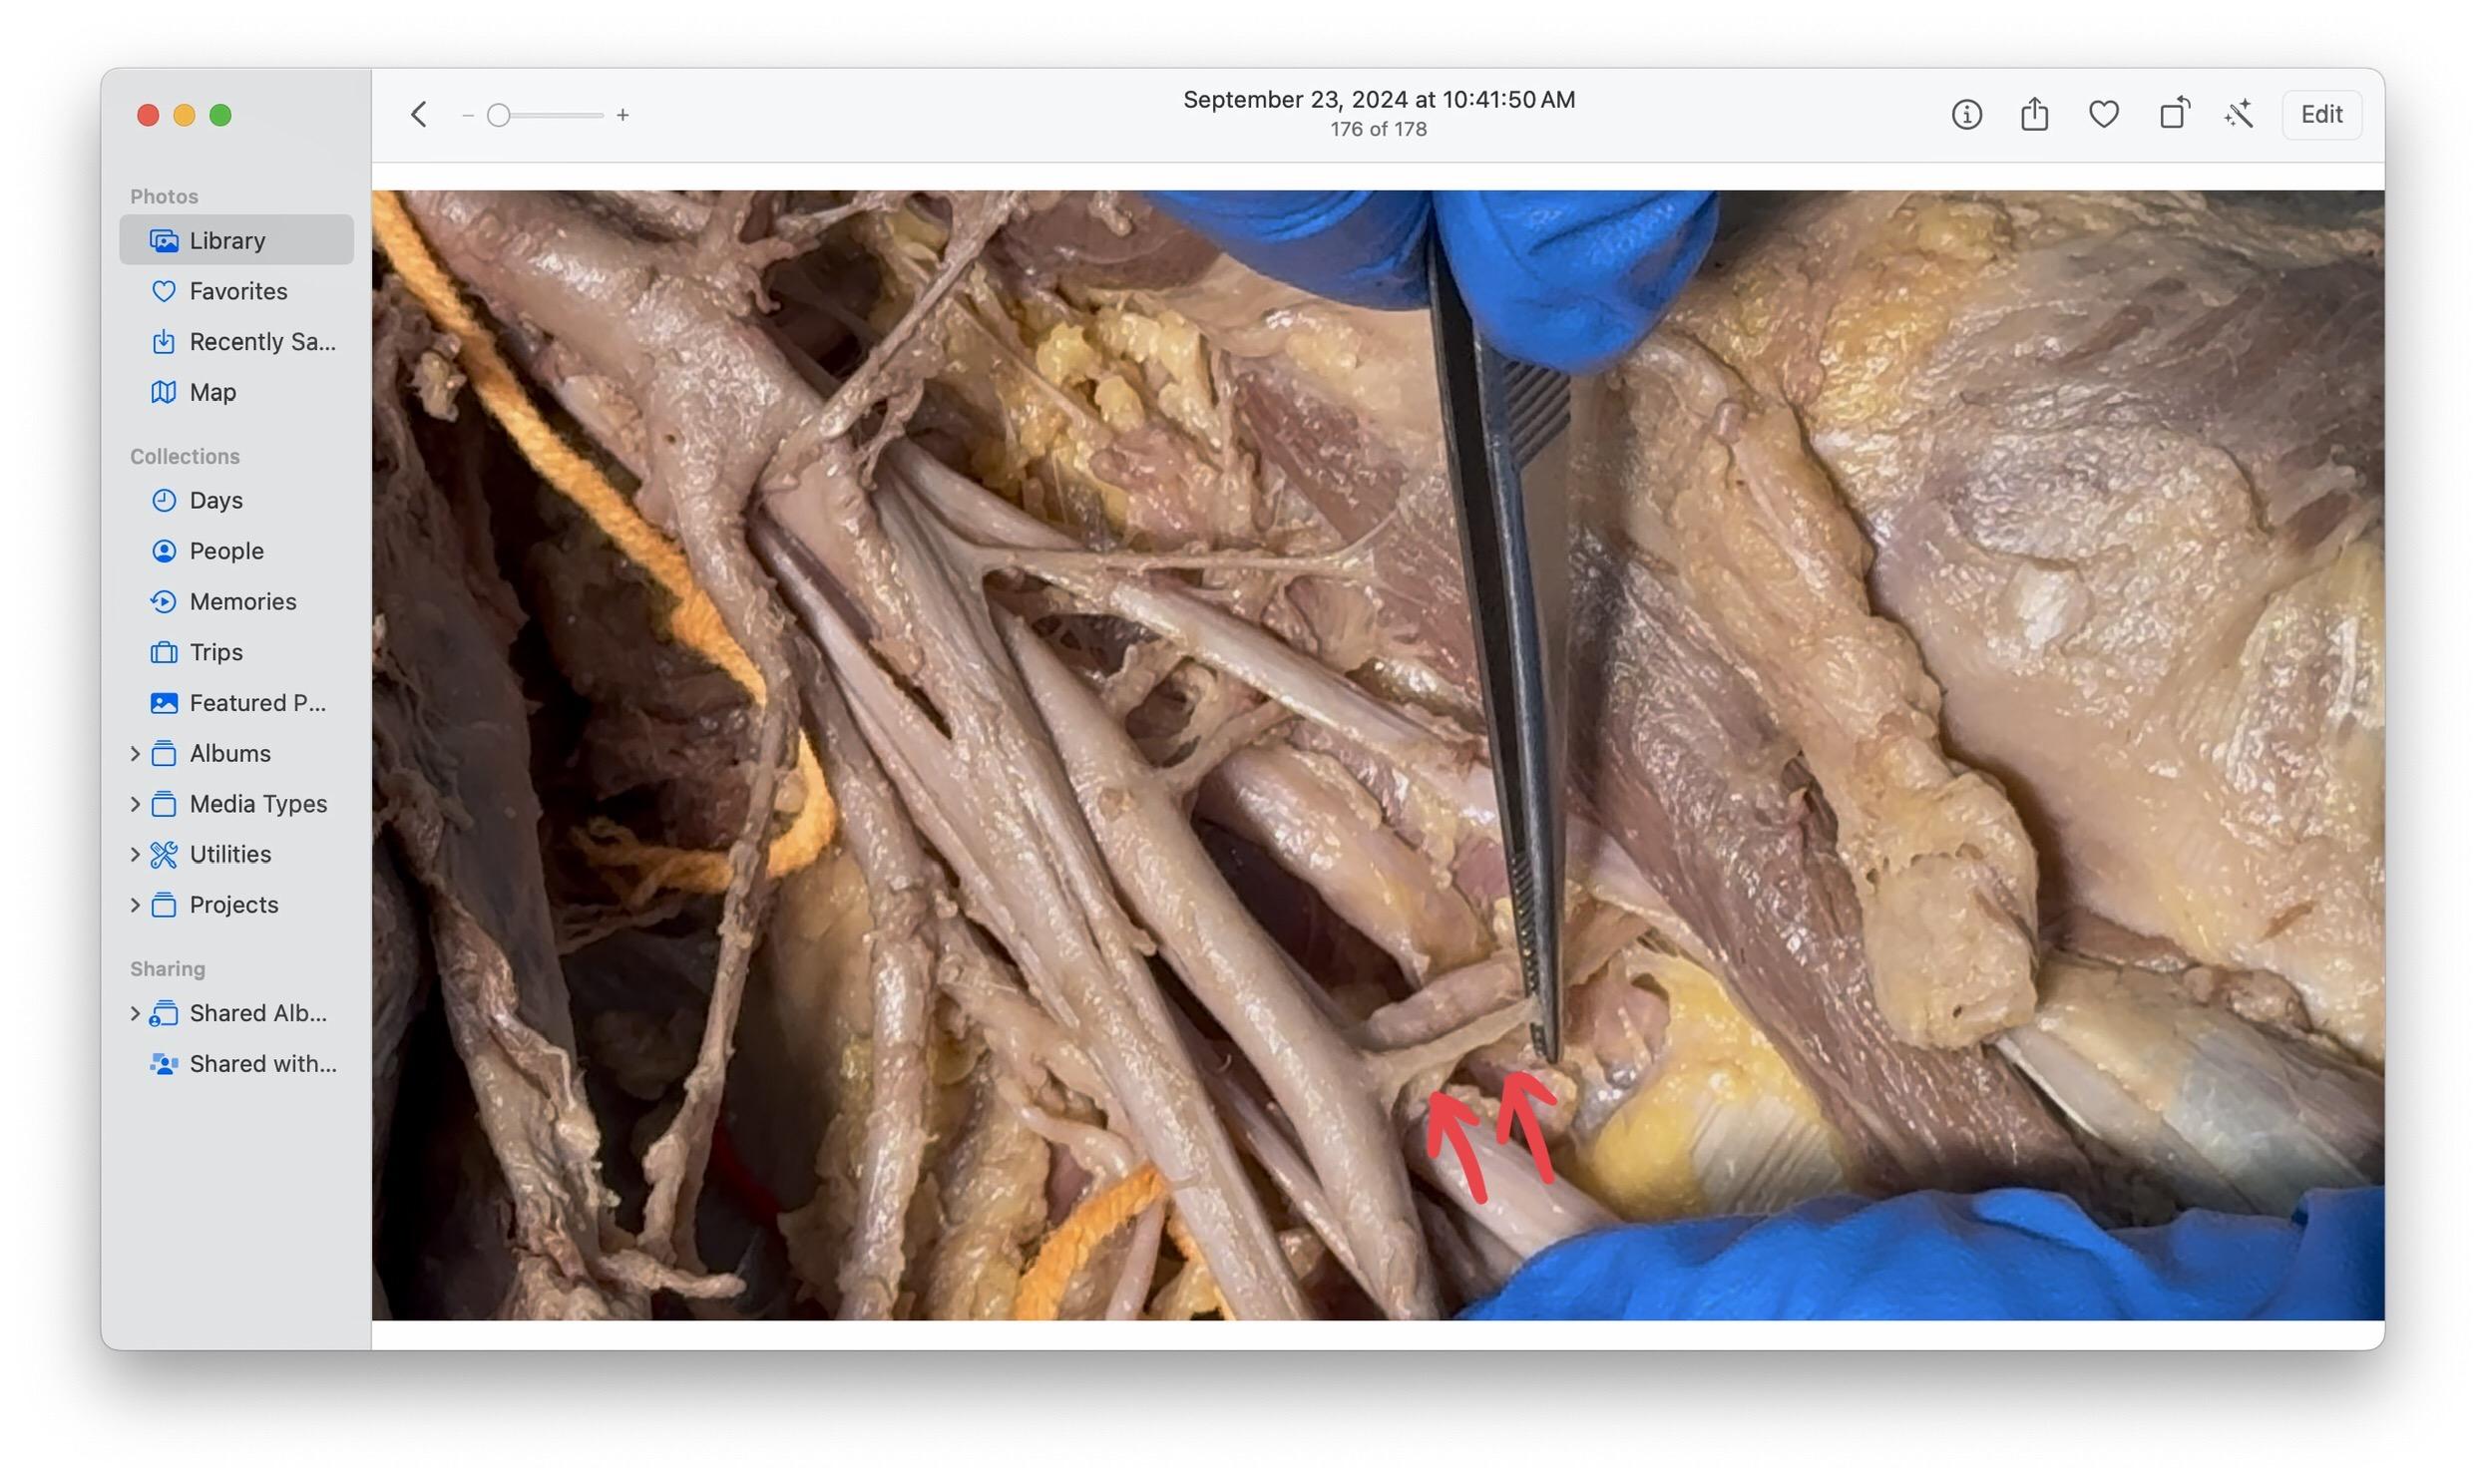 September 23, 2024 at 10:41:50 AM
176 of 178
Edit
Photos
Library
Favorites
Recently Sa...
Map
Collections
Days
People
Memories
Trips
Featured P...
Albums
Media Types
Utilities
Projects
Sharing
Shared Alb...
Shared with...